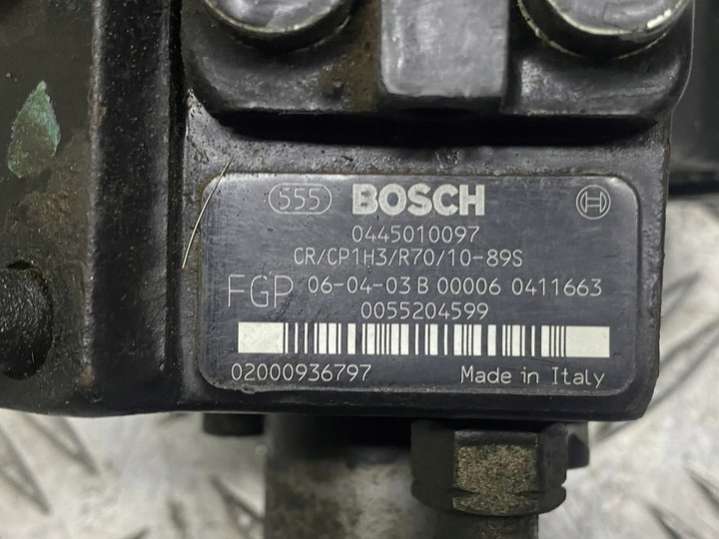 555 BOSCH
0445010097
CR/CP1H3/R70/10-89S
FGP 06-04-03 B 00006 0411663
0055204599
02000936797 Made in Italy